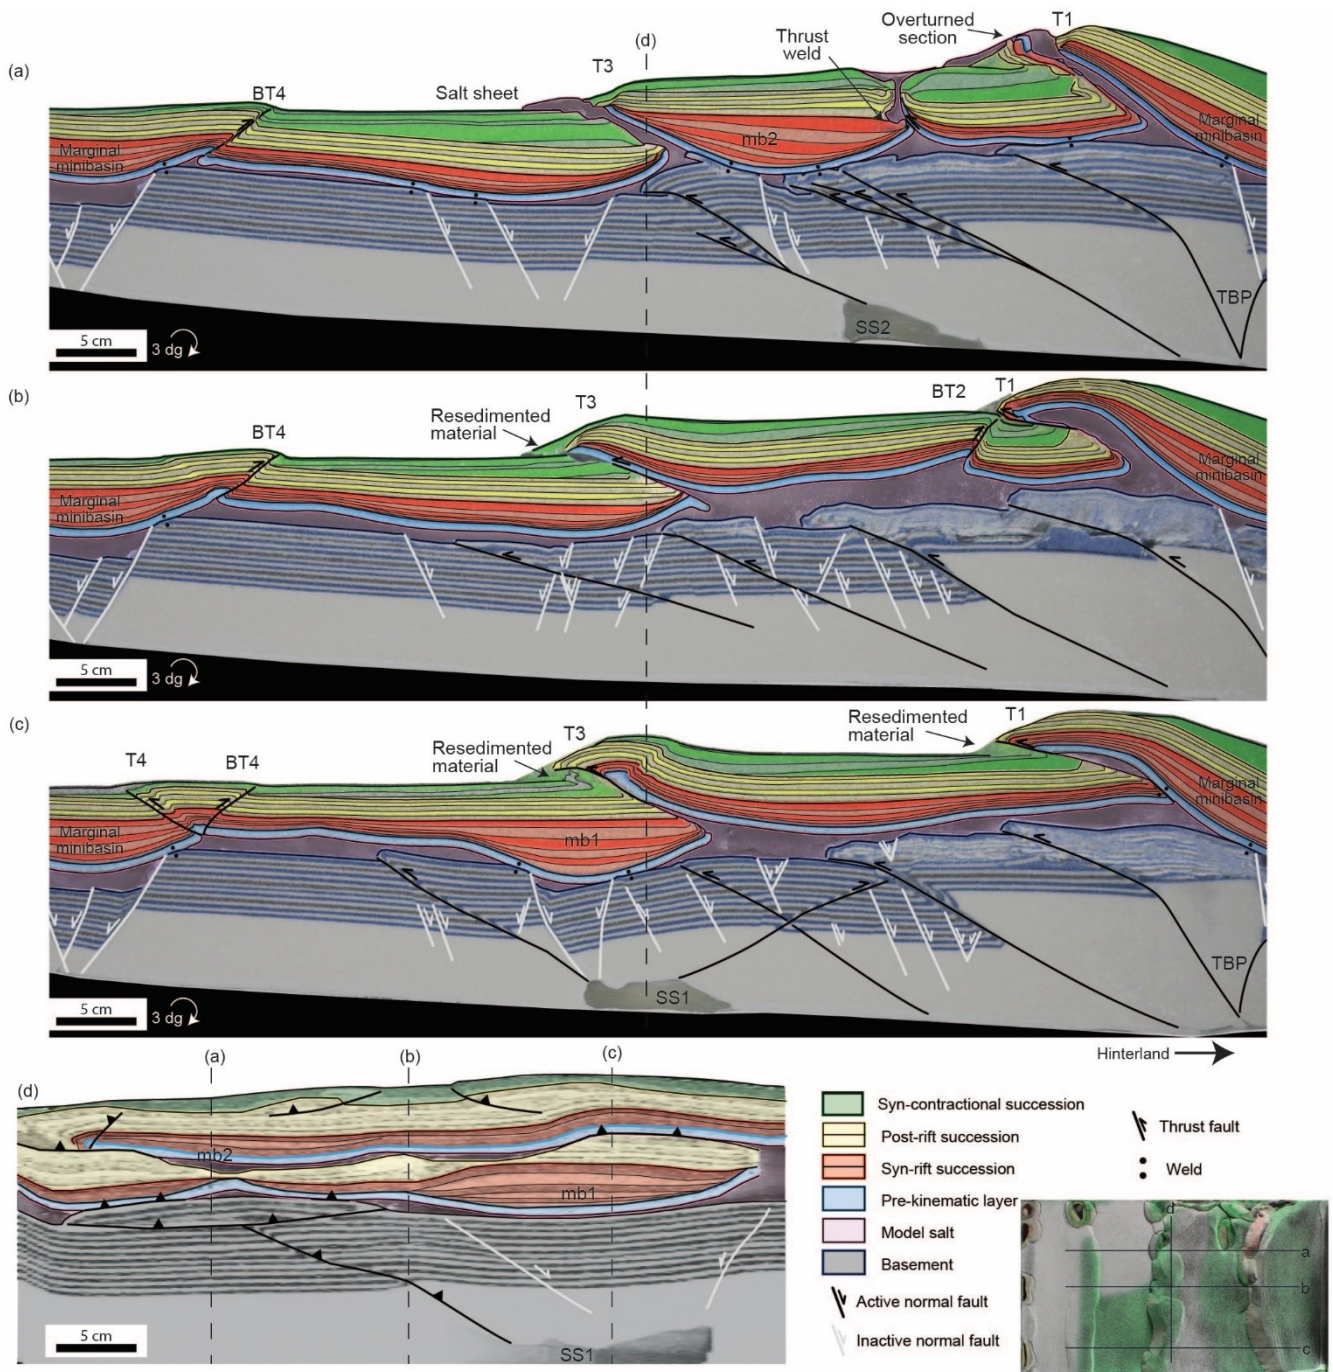 (a)
Overturned
section
T1
(d)
Thrust
weld
T3
BT4
Salt sheet
mb2
Marginal
minibasin
Marginal
minibasin
TBP
SS2
5 cm
3 dg
(b)
BT2
T1
Resedimented
material
T3
BT4
Marginal
minibasin
Marginal
minibasin
5 cm
3 dg
(c)
Resedimented
material
T1
T3
T4
BT4
Resedimented
material
Marginal
minibasin
Marginal
minibasin
mb1
TBP
SS1
5 cm
3 dg
Hinterland
(d)
(a)
(b)
(c)
mb2
mb1
5 cm
SS1
Syn-contractional succession
Post-rift succession
Syn-rift succession
Pre-kinematic layer
Model salt
Basement
Active normal fault
Inactive normal fault
Thrust fault
Weld
d
a
b
c